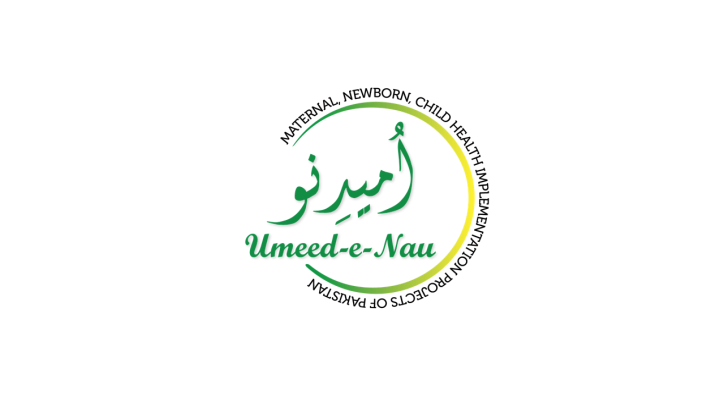 MATERNAL, NEWBORN, CHILD HEALTH IMPLEMENTATION PROJECTS OF PAKISTAN
اُمیدِ نو
Umeed-e-Nau